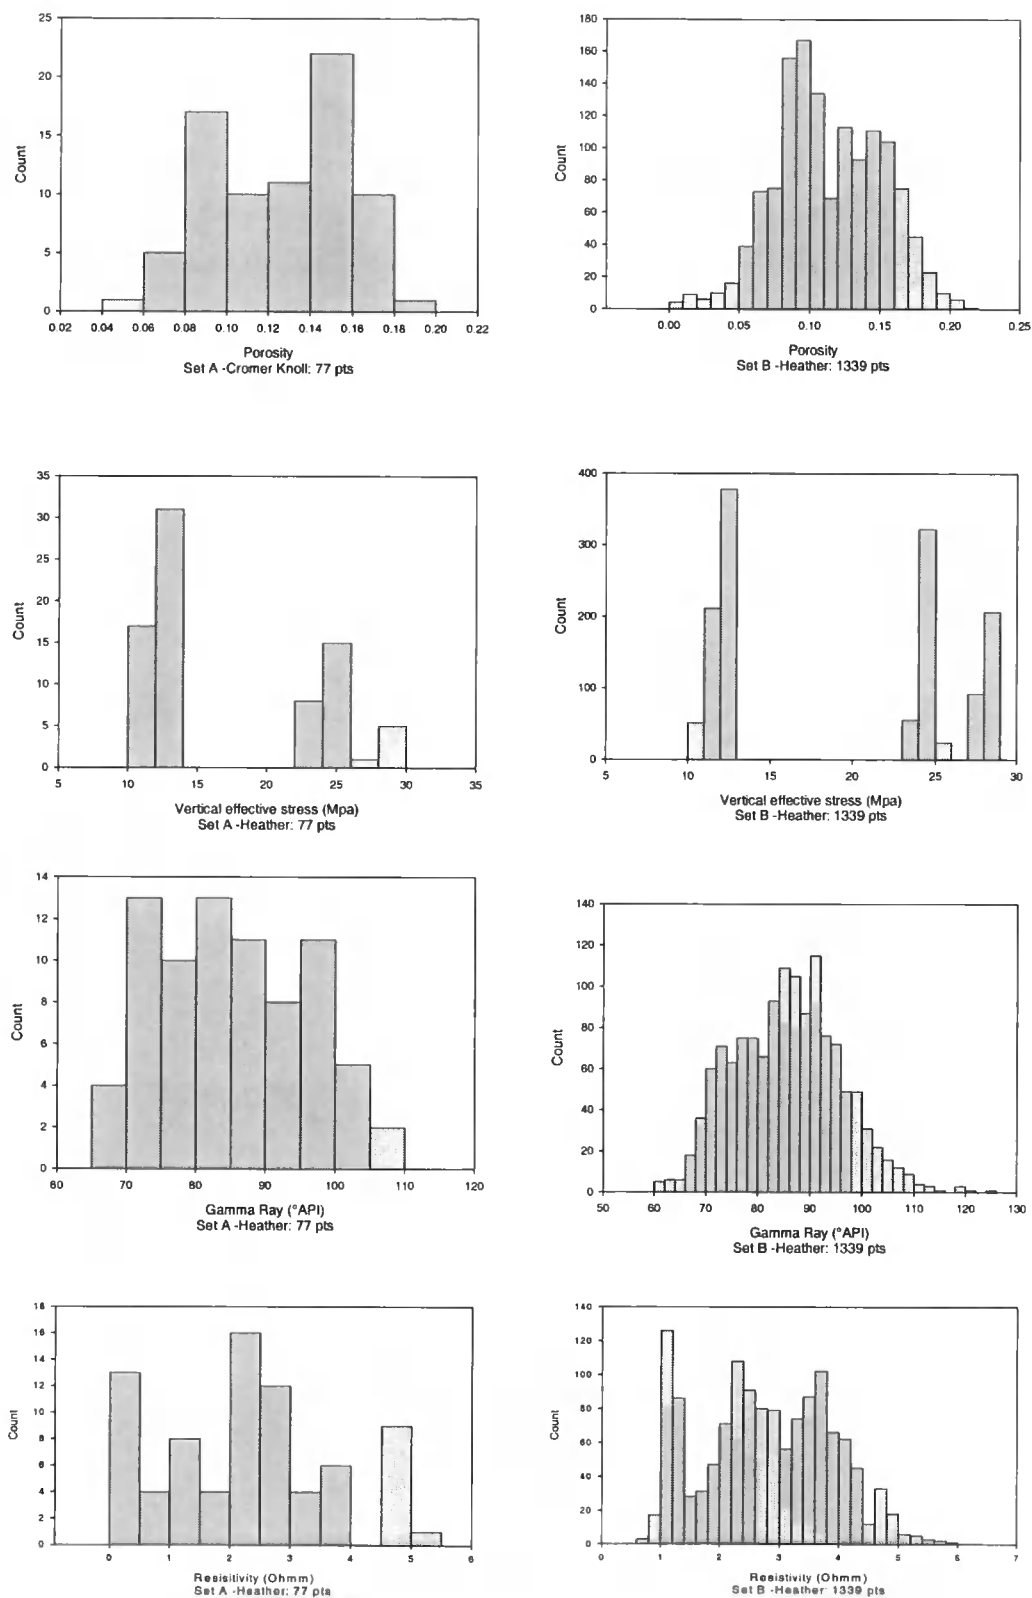 25
20
15
10
5
0
Count
0.02 0.04 0.06 0.08 0.10 0.12 0.14 0.16 0.18 0.20 0.22
Porosity
Set A -Cromer Knoll: 77 pts
180
160
140
120
100
80
60
40
20
0
Count
0.00 0.05 0.10 0.15 0.20 0.25
Porosity
Set B -Heather: 1339 pts
35
30
25
20
15
10
5
0
Count
5 10 15 20 25 30 35
Vertical effective stress (Mpa)
Set A -Heather: 77 pts
400
300
200
100
0
Count
5 10 15 20 25 30
Vertical effective stress (Mpa)
Set B -Heather: 1339 pts
14
12
10
8
6
4
2
0
Count
60 70 80 90 100 110 120
Gamma Ray (°API)
Set A -Heather: 77 pts
140
120
100
80
60
40
20
0
Count
50 60 70 80 90 100 110 120 130
Gamma Ray (°API)
Set B -Heather: 1339 pts
18
16
14
12
10
8
6
4
2
0
Count
0 1 2 3 4 5 6
Resisitivity (Ohmm)
Set A -Heather: 77 pts
140
120
100
80
60
40
20
0
Count
0 1 2 3 4 5 6 7
Resistivity (Ohmm)
Set B -Heather: 1339 pts